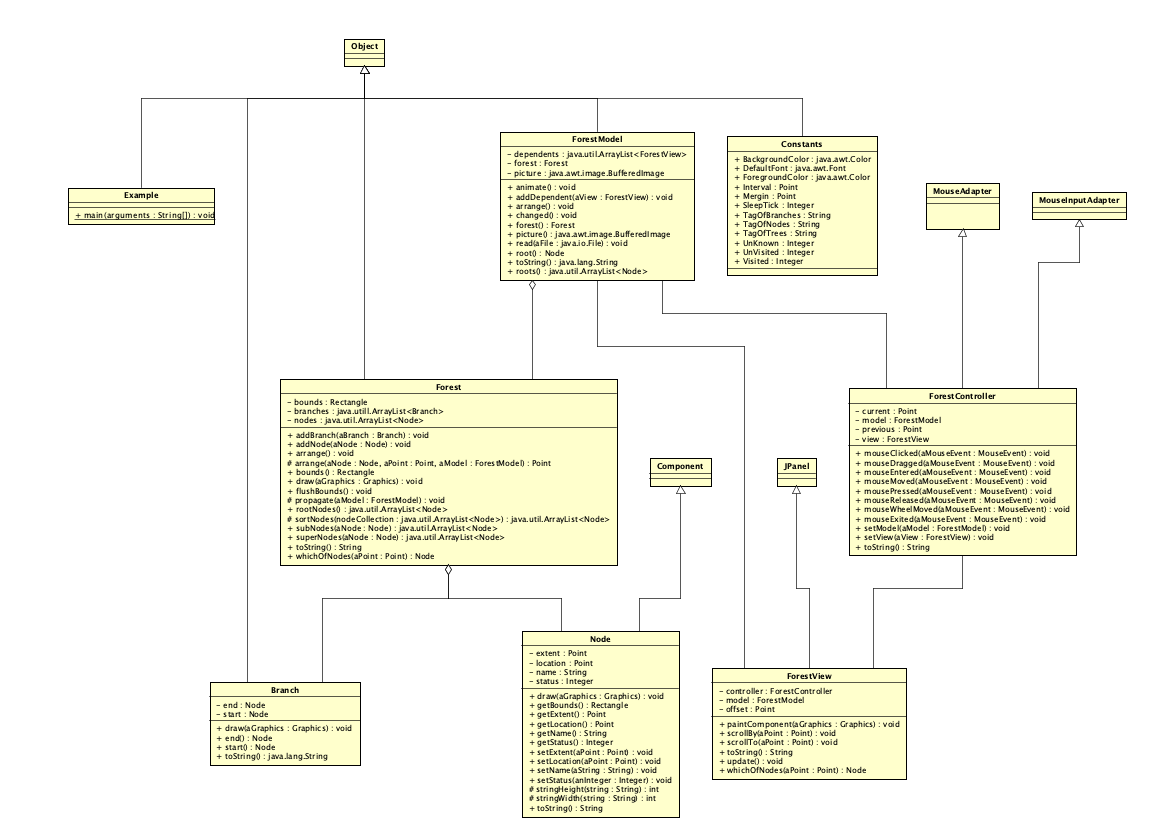 Object
ForestModel
- dependents : java.util.ArrayList<ForestView>
- forest : Forest
- picture : java.awt.image.BufferedImage
+ animate() : void
+ addDependent(aView : ForestView) : void
+ arrange() : void
+ changed() : void
+ forest() : Forest
+ picture() : java.awt.image.BufferedImage
+ read(aFile : java.io.File) : void
+ root() : Node
+ toString() : java.lang.String
+ roots() : java.util.ArrayList<Node>
Constants
+ BackgroundColor : java.awt.Color
+ DefaultFont : java.awt.Font
+ ForegroundColor : java.awt.Color
+ Interval : Point
+ Mergin : Point
+ SleepTick : Integer
+ TagOfBranches : String
+ TagOfNodes : String
+ TagOfTrees : String
+ UnKnown : Integer
+ UnVisited : Integer
+ Visited : Integer
Example
+ main(arguments : String[]) : void
MouseAdapter
MouseInputAdapter
Forest
- bounds : Rectangle
- branches : java.utill.ArrayList<Branch>
- nodes : java.util.ArrayList<Node>
+ addBranch(aBranch : Branch) : void
+ addNode(aNode : Node) : void
+ arrange() : void
# arrange(aNode : Node, aPoint : Point, aModel : ForestModel) : Point
+ bounds() : Rectangle
+ draw(aGraphics : Graphics) : void
+ flushBounds() : void
# propagate(aModel : ForestModel) : void
+ rootNodes() : java.util.ArrayList<Node>
# sortNodes(nodeCollection : java.util.ArrayList<Node>) : java.util.ArrayList<Node>
+ subNodes(aNode : Node) : java.util.ArrayList<Node>
+ superNodes(aNode : Node) : java.util.ArrayList<Node>
+ toString() : String
+ whichOfNodes(aPoint : Point) : Node
ForestController
- current : Point
- model : ForestModel
- previous : Point
- view : ForestView
+ mouseClicked(aMouseEvent : MouseEvent) : void
+ mouseDragged(aMouseEvent : MouseEvent) : void
+ mouseEntered(aMouseEvent : MouseEvent) : void
+ mouseMoved(aMouseEvent : MouseEvent) : void
+ mousePressed(aMouseEvent : MouseEvent) : void
+ mouseReleased(aMouseEvent : MouseEvent) : void
+ mouseWheelMoved(aMouseEvent : MouseEvent) : void
+ mouseExited(aMouseEvent : MouseEvent) : void
+ setModel(aModel : ForestModel) : void
+ setView(aView : ForestView) : void
+ toString() : String
Component
JPanel
Node
- extent : Point
- location : Point
- name : String
- status : Integer
+ draw(aGraphics : Graphics) : void
+ getBounds() : Rectangle
+ getExtent() : Point
+ getLocation() : Point
+ getName() : String
+ getStatus() : Integer
+ setExtent(aPoint : Point) : void
+ setLocation(aPoint : Point) : void
+ setName(aString : String) : void
+ setStatus(anInteger : Integer) : void
# stringHeight(string : String) : int
# stringWidth(string : String) : int
+ toString() : String
ForestView
- controller : ForestController
- model : ForestModel
- offset : Point
+ paintComponent(aGraphics : Graphics) : void
+ scrollBy(aPoint : Point) : void
+ scrollTo(aPoint : Point) : void
+ toString() : String
+ update() : void
+ whichOfNodes(aPoint : Point) : Node
Branch
- end : Node
- start : Node
+ draw(aGraphics : Graphics) : void
+ end() : Node
+ start() : Node
+ toString() : java.lang.String